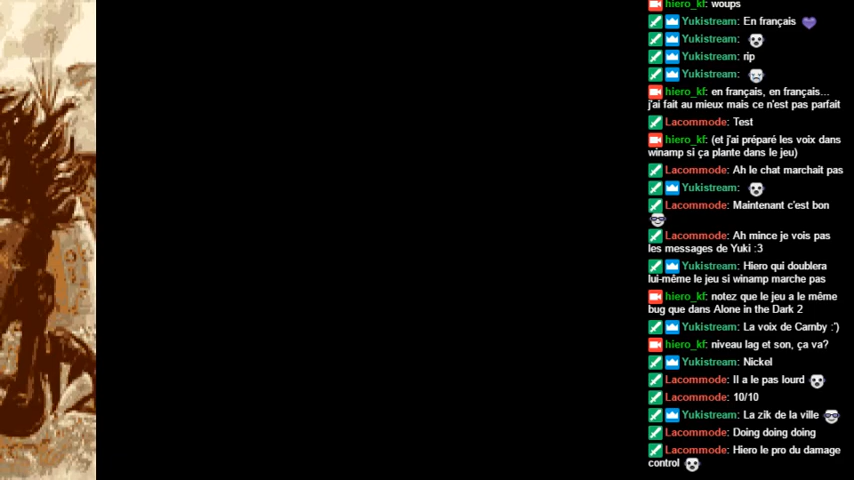 hiero_kf: woups
Yukistream: En français
Yukistream:
Yukistream: rip
Yukistream:
hiero_kf: en français, en français...
j'ai fait au mieux mais ce n'est pas parfait
Lacommode: Test
hiero_kf: (et j'ai préparé les voix dans
winamp si ça plante dans le jeu)
Lacommode: Ah le chat marchait pas
Yukistream:
Lacommode: Maintenant c'est bon
Lacommode: Ah mince je vois pas
les messages de Yuki :3
Yukistream: Hiero qui doublera
lui-même le jeu si winamp marche pas
hiero_kf: notez que le jeu a le même
bug que dans Alone in the Dark 2
Yukistream: La voix de Carnby :')
hiero_kf: niveau lag et son, ça va?
Yukistream: Nickel
Lacommode: Il a le pas lourd
Lacommode: 10/10
Yukistream: La zik de la ville
Lacommode: Doing doing doing
Lacommode: Hiero le pro du damage
control